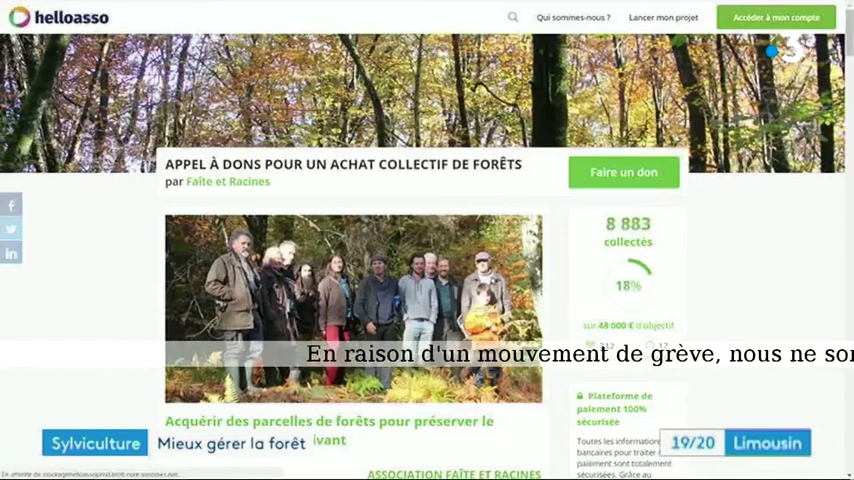 helloasso
Qui sommes-nous ?
Lancer mon projet
Accéder à mon compte
3
APPEL À DONS POUR UN ACHAT COLLECTIF DE FORÊTS
par Faîte et Racines
Faire un don
8 883
collectés
18%
sur 48 000 € d'objectif
En raison d'un mouvement de grève, nous ne son
Plateforme de
paiement 100%
sécurisée
Acquérir des parcelles de forêts pour préserver le
ivant
Toutes les informations
bancaires pour traiter
paiement sont totalement
sécurisées. Grâce au
Sylviculture
Mieux gérer la forêt
19/20
Limousin
ASSOCIATION FAÎTE ET RACINES